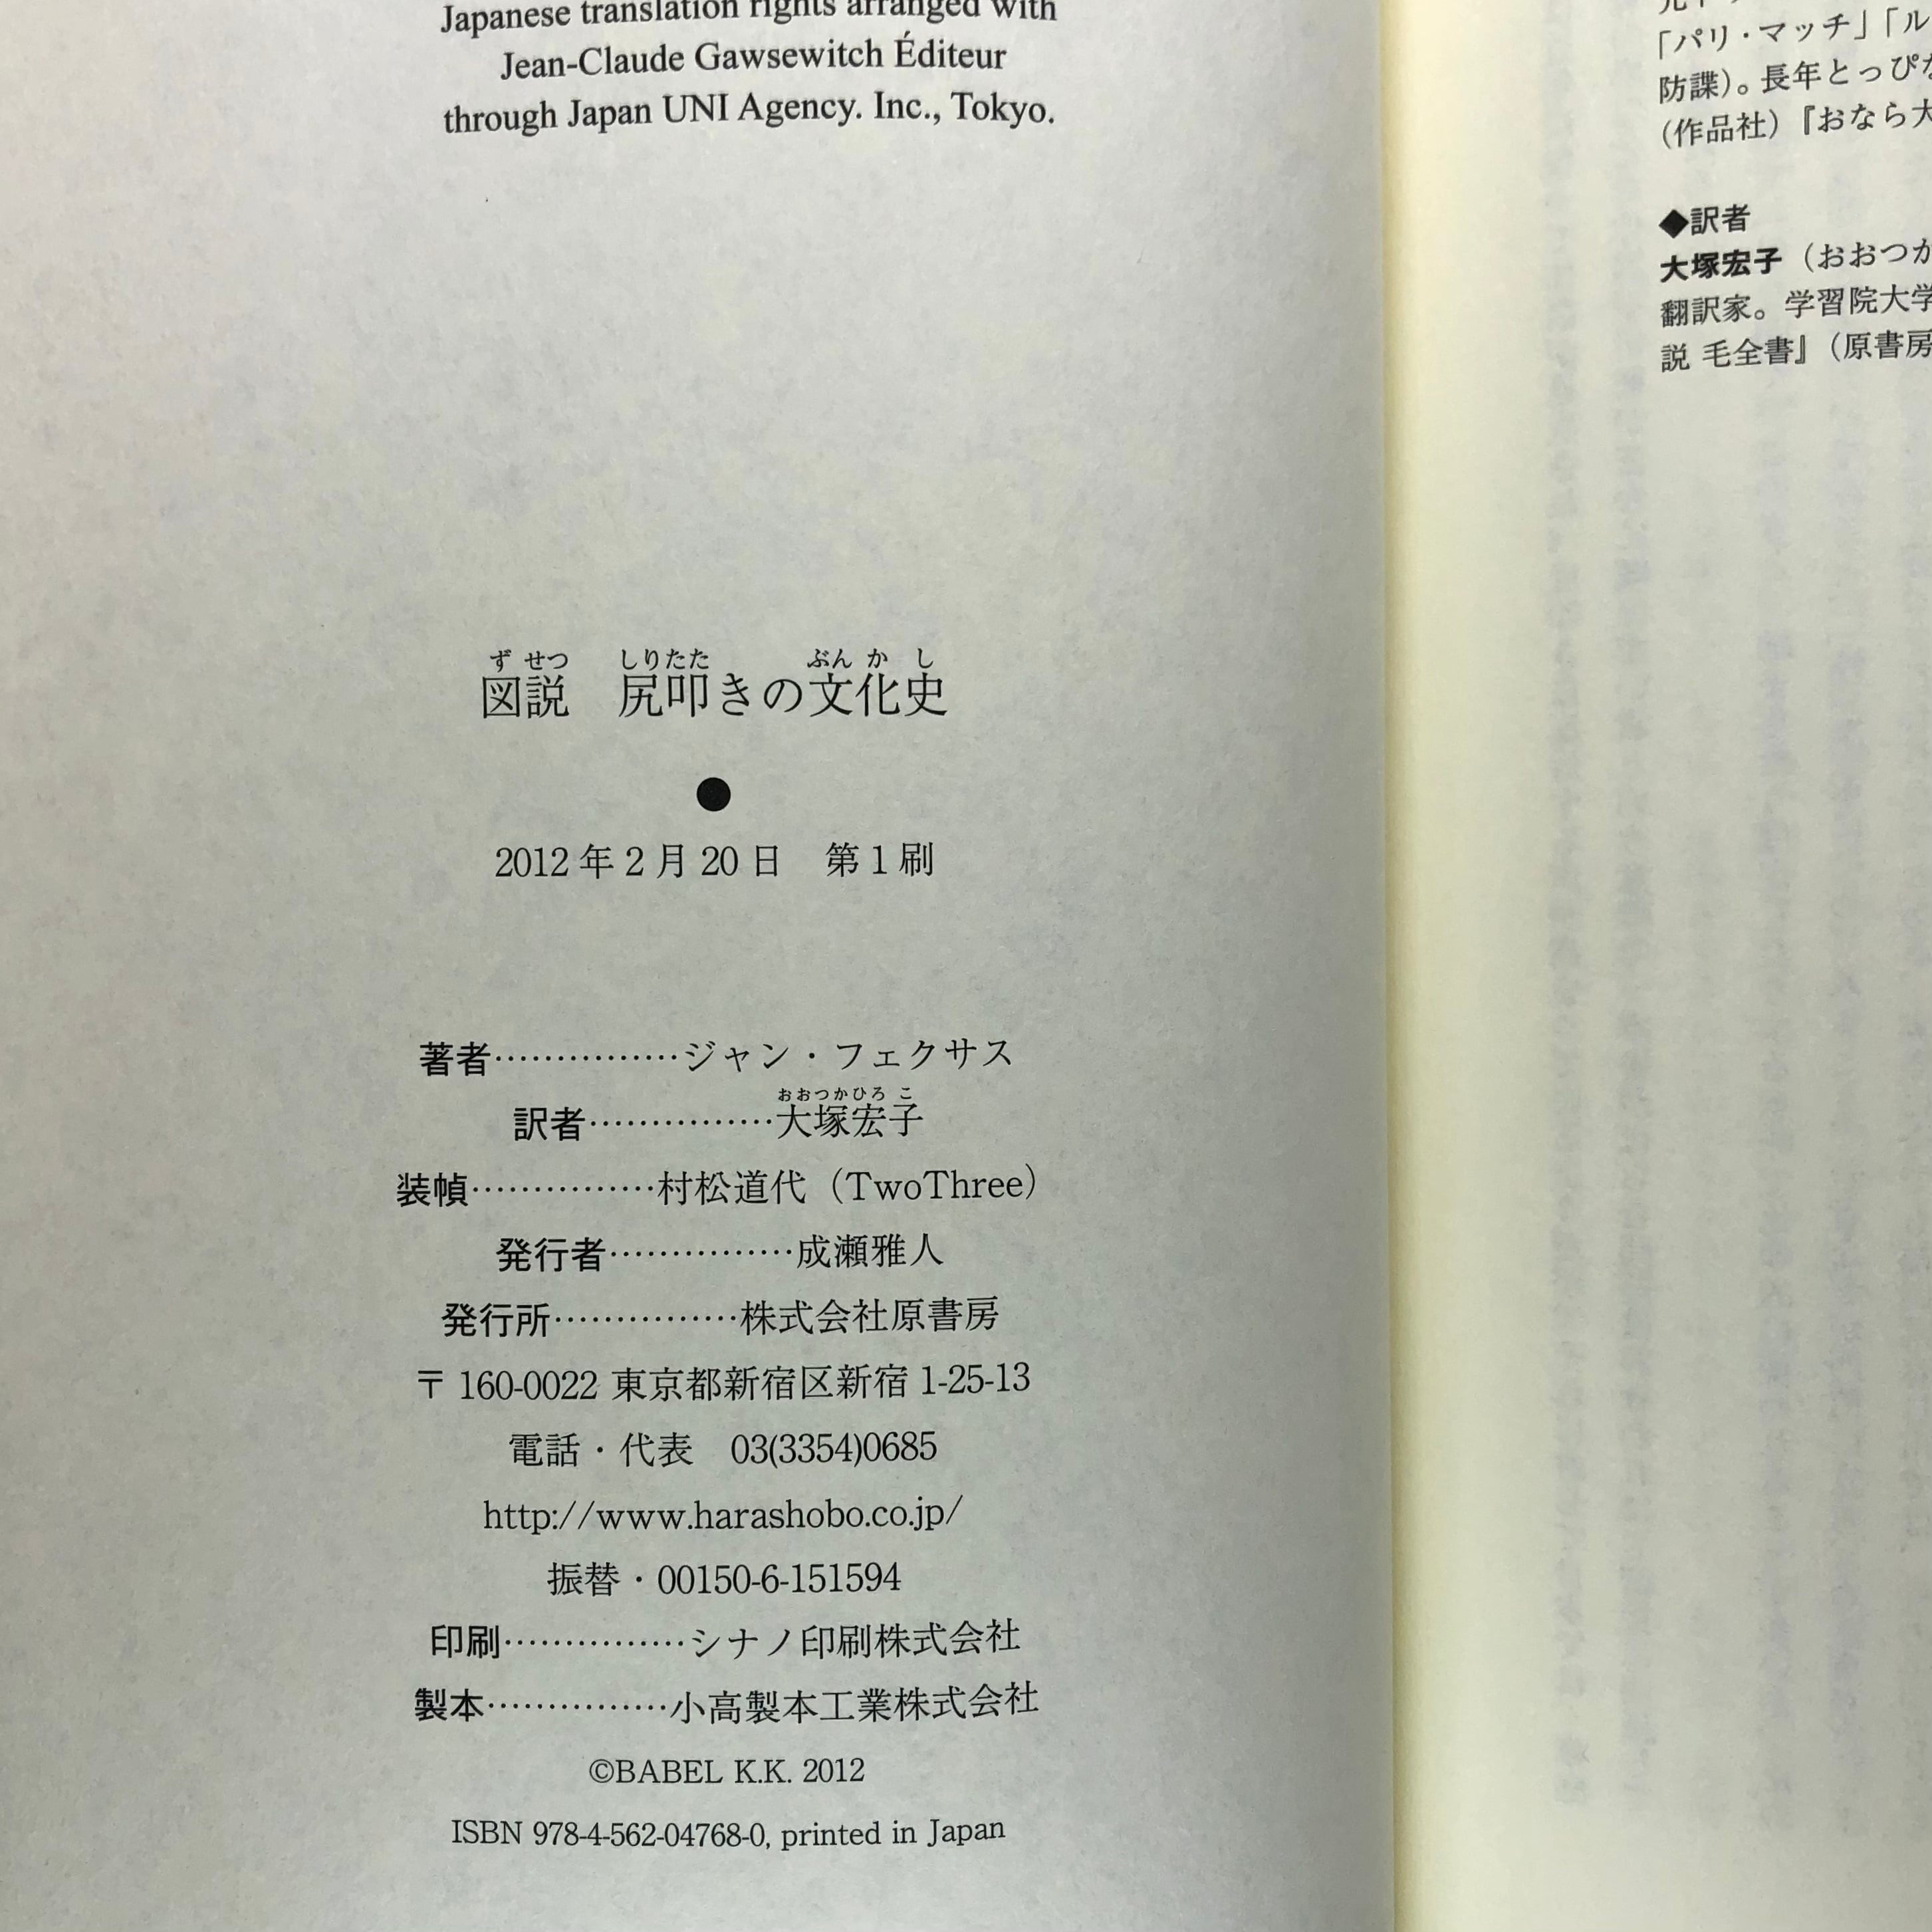 Japanese translation rights arranged with
Jean-Claude Gawsewitch Éditeur
through Japan UNI Agency. Inc., Tokyo.
ず せつ しりたた ぶん か し
図説 尻叩きの文化史
●
2012年2月20日 第1刷
著者……………ジャン・フェクサス
おおつかひろ こ
訳者……………大塚宏子
装幀……………村松道代（TwoThree）
発行者……………成瀬雅人
発行所……………株式会社原書房
〒160-0022 東京都新宿区新宿1-25-13
電話・代表 03(3354)0685
http://www.harashobo.co.jp/
振替・00150-6-151594
印刷……………シナノ印刷株式会社
製本……………小高製本工業株式会社
©BABEL K.K. 2012
ISBN 978-4-562-04768-0, printed in Japan
「パリ・マッチ」「ル
防諜）。長年とっぴ
（作品社）『おなら大
◆訳者
大塚宏子（おおつか
翻訳家。学習院大学
説 毛全書』（原書房